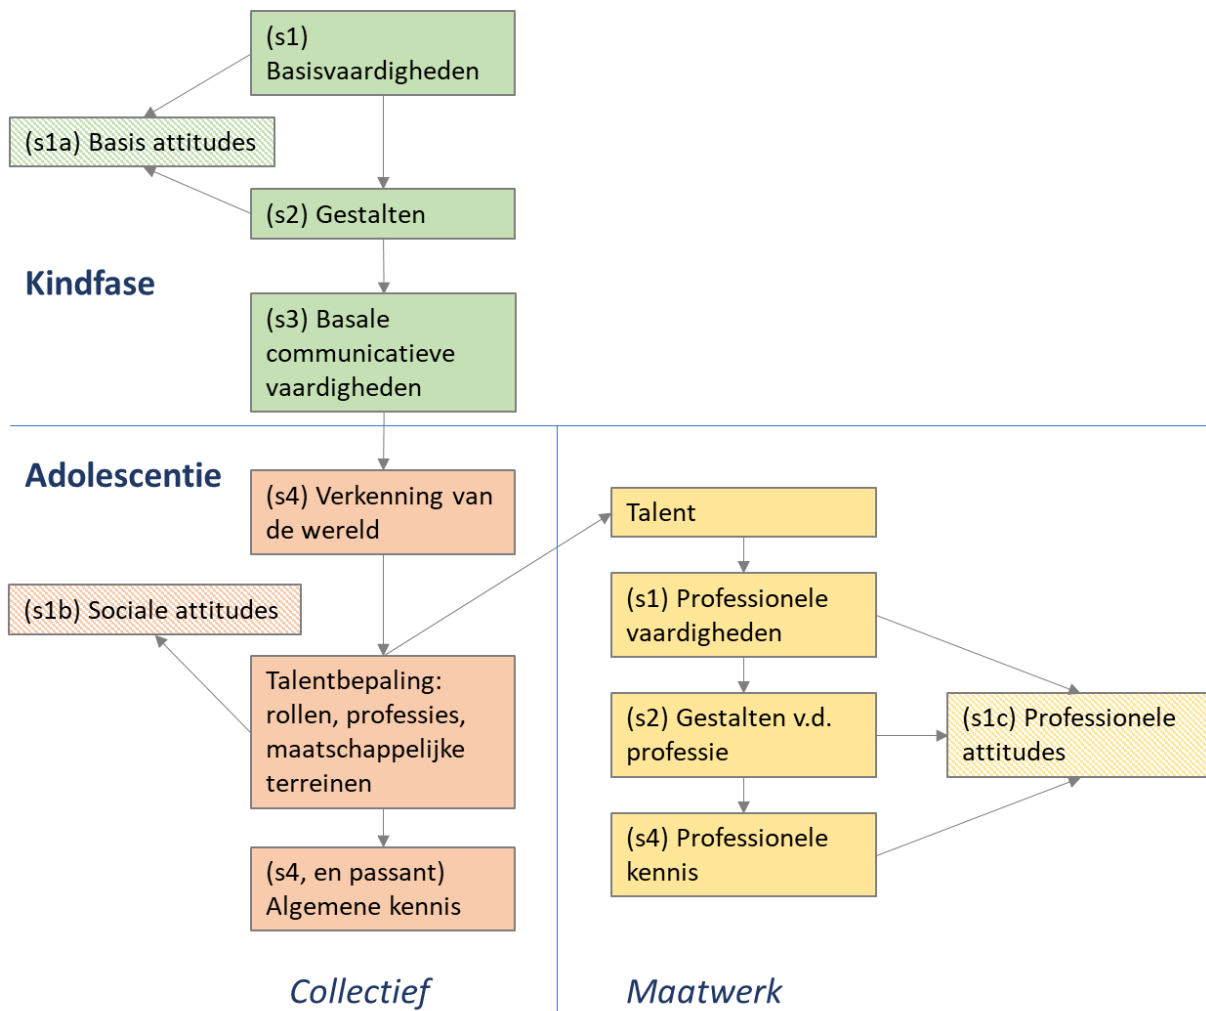 (s1)
Basisvaardigheden
(s1a) Basis attitudes
(s2) Gestalten
Kindfase
(s3) Basale
communicatieve
vaardigheden
Adolescentie
(s4) Verkenning van
de wereld
(s1b) Sociale attitudes
Talentbepaling:
rollen, professies,
maatschappelijke
terreinen
(s4, en passant)
Algemene kennis
Collectief
Talent
(s1) Professionele
vaardigheden
(s2) Gestalten v.d.
professie
(s1c) Professionele
attitudes
(s4) Professionele
kennis
Maatwerk